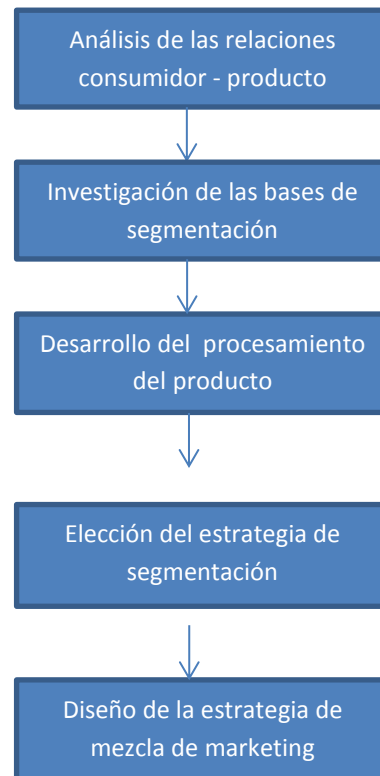 Análisis de las relaciones
consumidor - producto
Investigación de las bases de
segmentación
Desarrollo del procesamiento
del producto
Elección del estrategia de
segmentación
Diseño de la estrategia de
mezcla de marketing